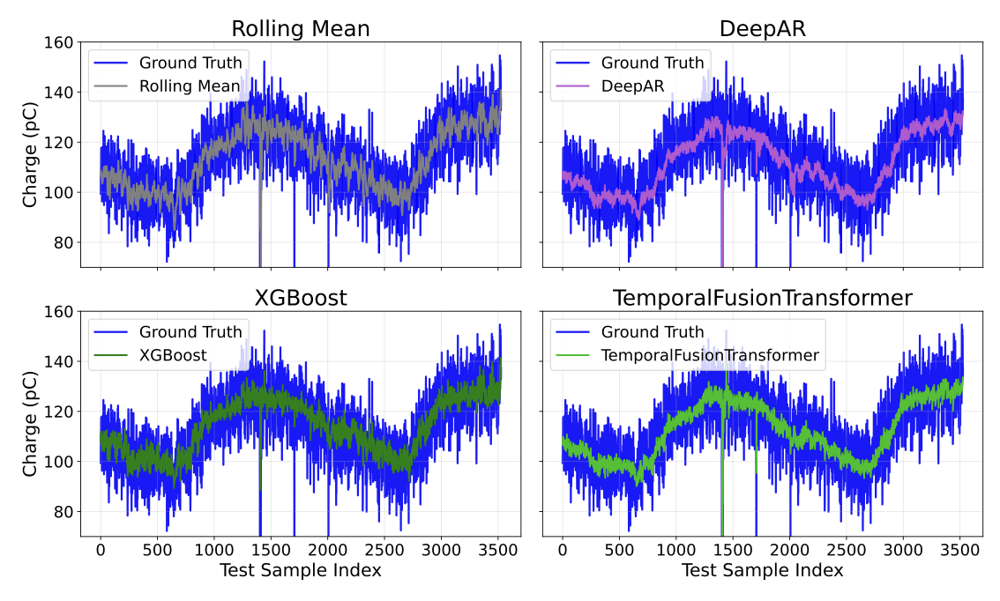 Rolling Mean
DeepAR
160
140
120
100
80
Charge (pC)
Ground Truth
Rolling Mean
Ground Truth
DeepAR
XGBoost
TemporalFusionTransformer
160
140
120
100
80
Charge (pC)
Ground Truth
XGBoost
Ground Truth
TemporalFusionTransformer
0 500 1000 1500 2000 2500 3000 3500
0 500 1000 1500 2000 2500 3000 3500
Test Sample Index
Test Sample Index